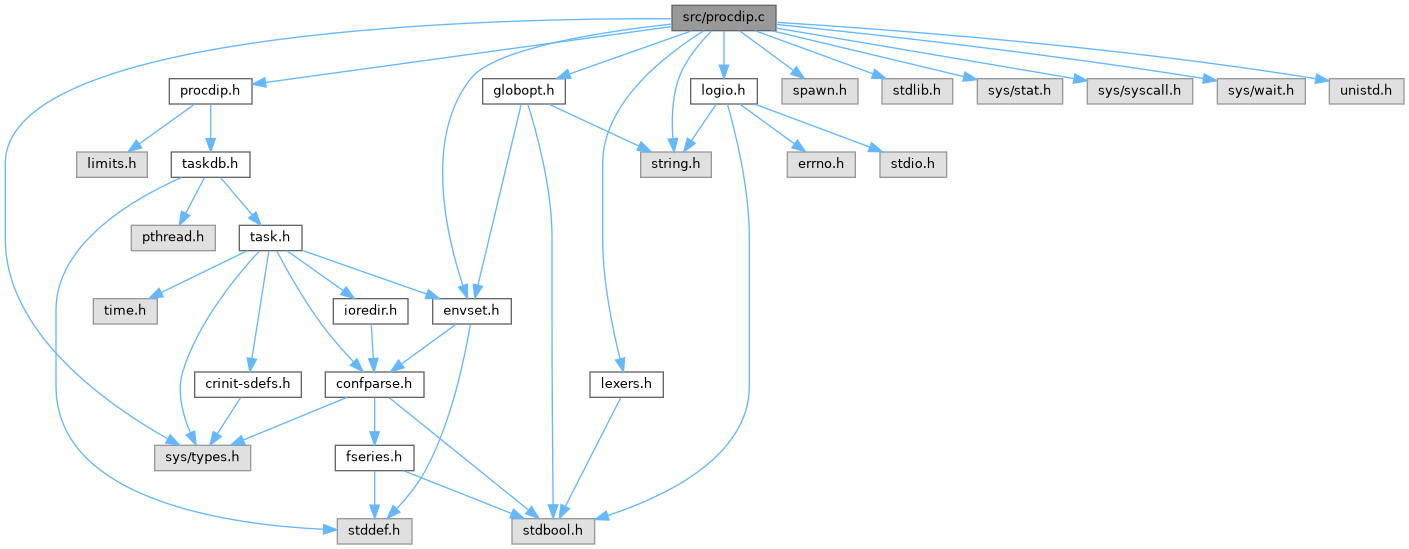 src/procdip.c
procdip.h
globopt.h
logio.h
spawn.h
stdlib.h
sys/stat.h
sys/syscall.h
sys/wait.h
unistd.h
limits.h
taskdb.h
string.h
errno.h
stdio.h
pthread.h
task.h
time.h
ioredir.h
envset.h
crinit-sdefs.h
confparse.h
lexers.h
sys/types.h
fseries.h
stddef.h
stdbool.h